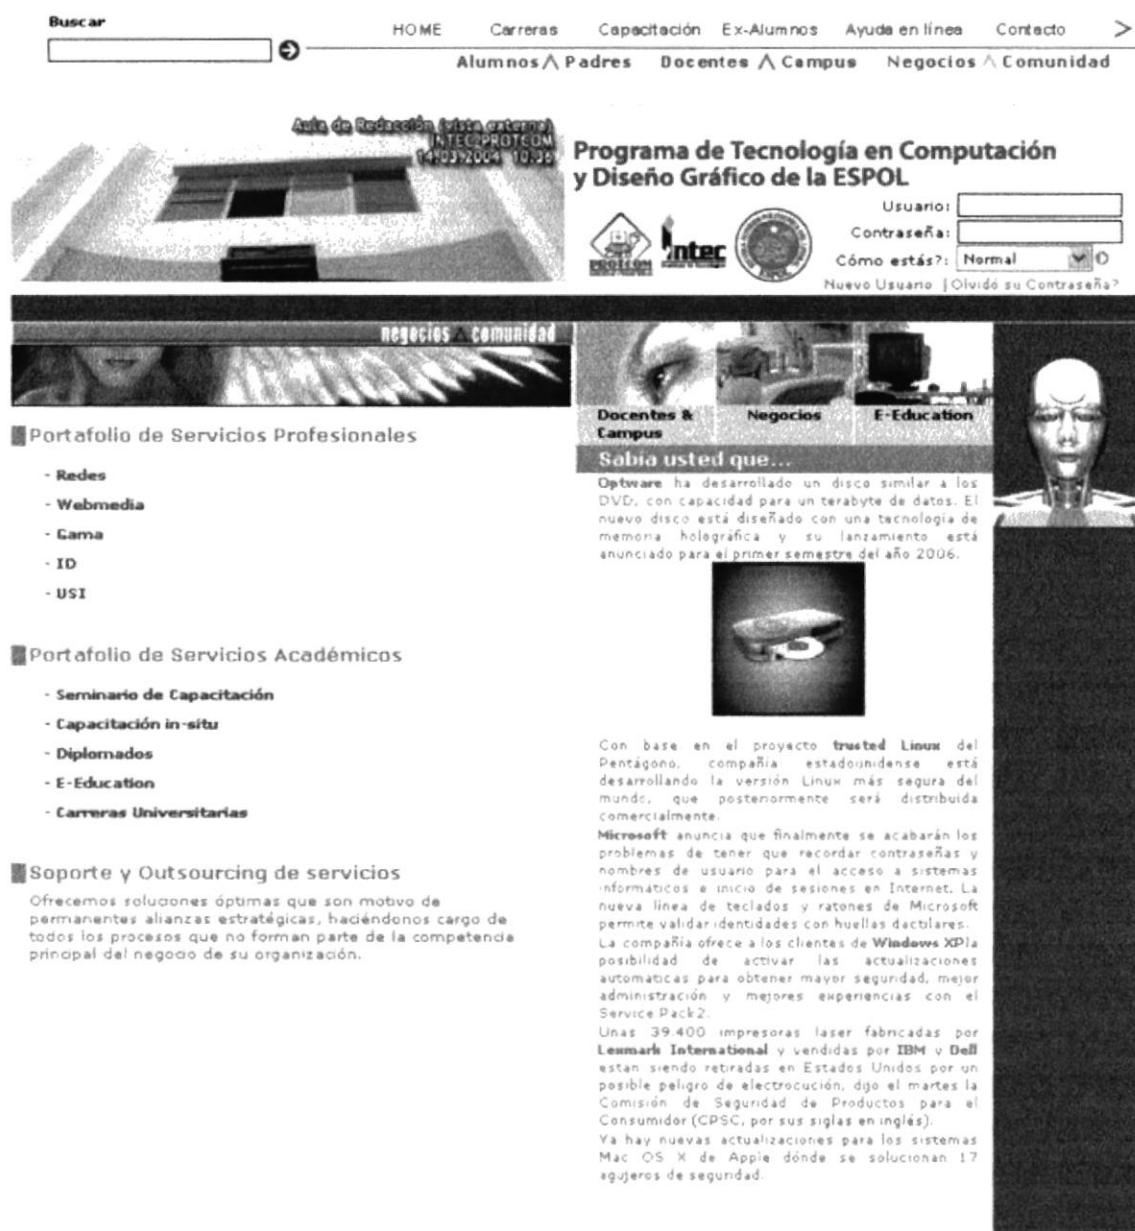 Buscar
HOME Carreras Capacitación Ex-Alumnos Ayuda en línea Contacto >
Alumnos Padres Docentes Campus Negocios Comunidad
Aula de Redacción (vista externa)
INTEC-PROTCOM
14/03/2004 10:35
Programa de Tecnología en Computación
y Diseño Gráfico de la ESPOL
Usuario:
Contraseña:
Cómo estás?: Normal
Nuevo Usuario | Olvidó su Contraseña?
PROTCOM
intec
ESPOL
negocios comunidad
Docentes & Campus
Negocios
E-Education
Portafolio de Servicios Profesionales
- Redes
- Webmedia
- Gama
- ID
- USI
Portafolio de Servicios Académicos
- Seminario de Capacitación
- Capacitación in-situ
- Diplomados
- E-Education
- Carreras Universitarias
Soporte y Outsourcing de servicios
Ofrecemos soluciones óptimas que son motivo de
permanentes alianzas estratégicas, haciéndonos cargo de
todos los procesos que no forman parte de la competencia
principal del negocio de su organización.
Sabía usted que...
Optware ha desarrollado un disco similar a los
DVD, con capacidad para un terabyte de datos. El
nuevo disco está diseñado con una tecnología de
memoria holográfica y su lanzamiento está
anunciado para el primer semestre del año 2006.
Con base en el proyecto trusted Linux del
Pentágono, compañía estadounidense está
desarrollando la versión Linux más segura del
mundo, que posteriormente será distribuida
comercialmente.
Microsoft anuncia que finalmente se acabarán los
problemas de tener que recordar contraseñas y
nombres de usuario para el acceso a sistemas
informáticos e inicio de sesiones en Internet. La
nueva línea de teclados y ratones de Microsoft
permite validar identidades con huellas dactilares.
La compañía ofrece a los clientes de Windows XP la
posibilidad de activar las actualizaciones
automáticas para obtener mayor seguridad, mejor
administración y mejores experiencias con el
Service Pack2.
Unas 39.400 impresoras laser fabricadas por
Lexmark International y vendidas por IBM y Dell
estan siendo retiradas en Estados Unidos por un
posible peligro de electrocución, dijo el martes la
Comisión de Seguridad de Productos para el
Consumidor (CPSC, por sus siglas en inglés).
Ya hay nuevas actualizaciones para los sistemas
Mac OS X de Apple dónde se solucionan 17
agujeros de seguridad.